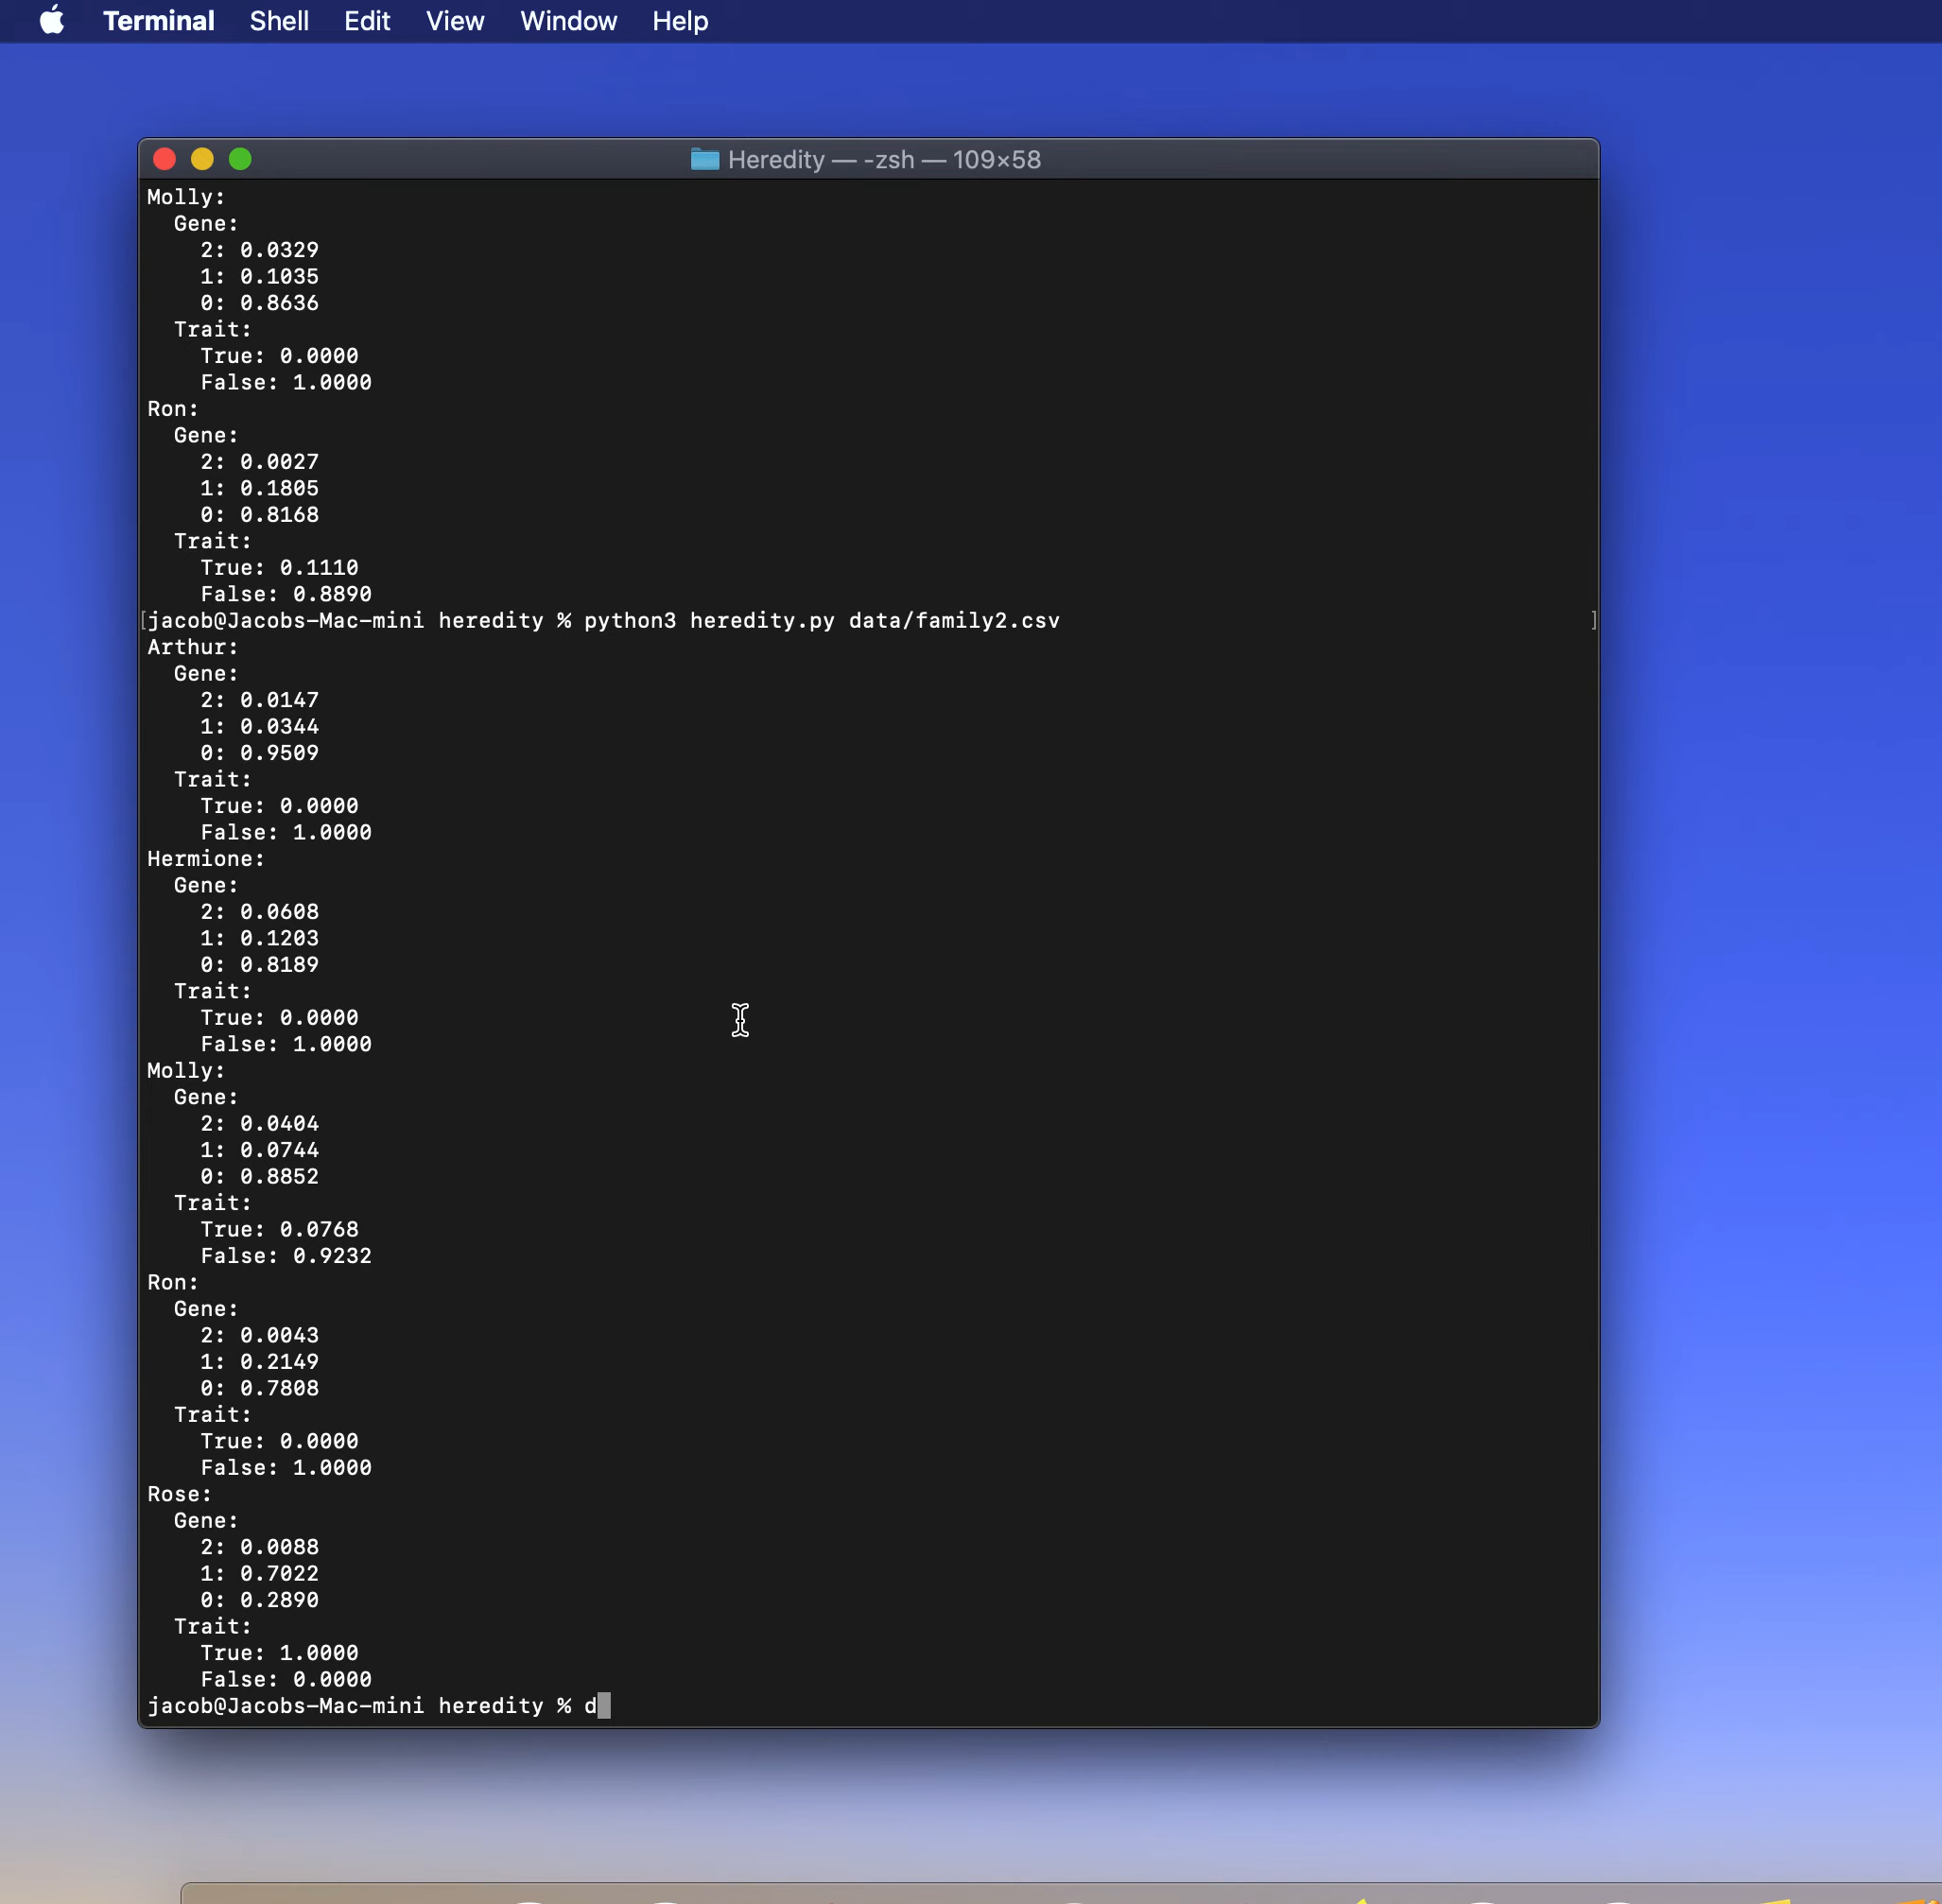 Terminal Shell Edit View Window Help
Heredity — -zsh — 109×58
Molly:
  Gene:
    2: 0.0329
    1: 0.1035
    0: 0.8636
  Trait:
    True: 0.0000
    False: 1.0000
Ron:
  Gene:
    2: 0.0027
    1: 0.1805
    0: 0.8168
  Trait:
    True: 0.1110
    False: 0.8890
[jacob@Jacobs-Mac-mini heredity % python3 heredity.py data/family2.csv ]
Arthur:
  Gene:
    2: 0.0147
    1: 0.0344
    0: 0.9509
  Trait:
    True: 0.0000
    False: 1.0000
Hermione:
  Gene:
    2: 0.0608
    1: 0.1203
    0: 0.8189
  Trait:
    True: 0.0000
    False: 1.0000
Molly:
  Gene:
    2: 0.0404
    1: 0.0744
    0: 0.8852
  Trait:
    True: 0.0768
    False: 0.9232
Ron:
  Gene:
    2: 0.0043
    1: 0.2149
    0: 0.7808
  Trait:
    True: 0.0000
    False: 1.0000
Rose:
  Gene:
    2: 0.0088
    1: 0.7022
    0: 0.2890
  Trait:
    True: 1.0000
    False: 0.0000
jacob@Jacobs-Mac-mini heredity % d